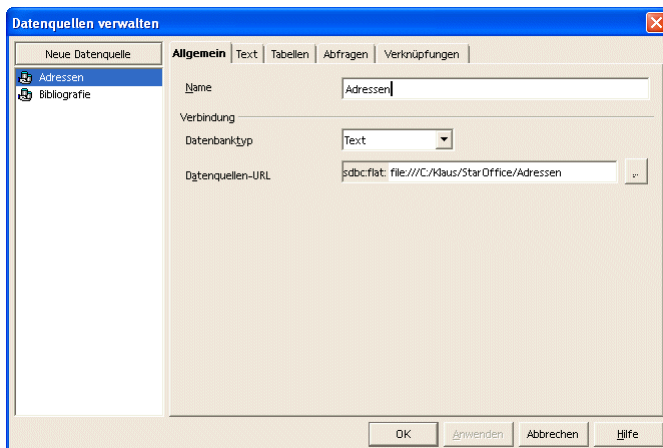 Datenquellen verwalten
Neue Datenquelle
Adressen
Bibliografie
Allgemein Text Tabellen Abfragen Verknüpfungen
Name Adressen
Verbindung
Datenbanktyp Text
Datenquellen-URL sdbc:flat: file:///C:/Klaus/StarOffice/Adressen ...
OK Anwenden Abbrechen Hilfe